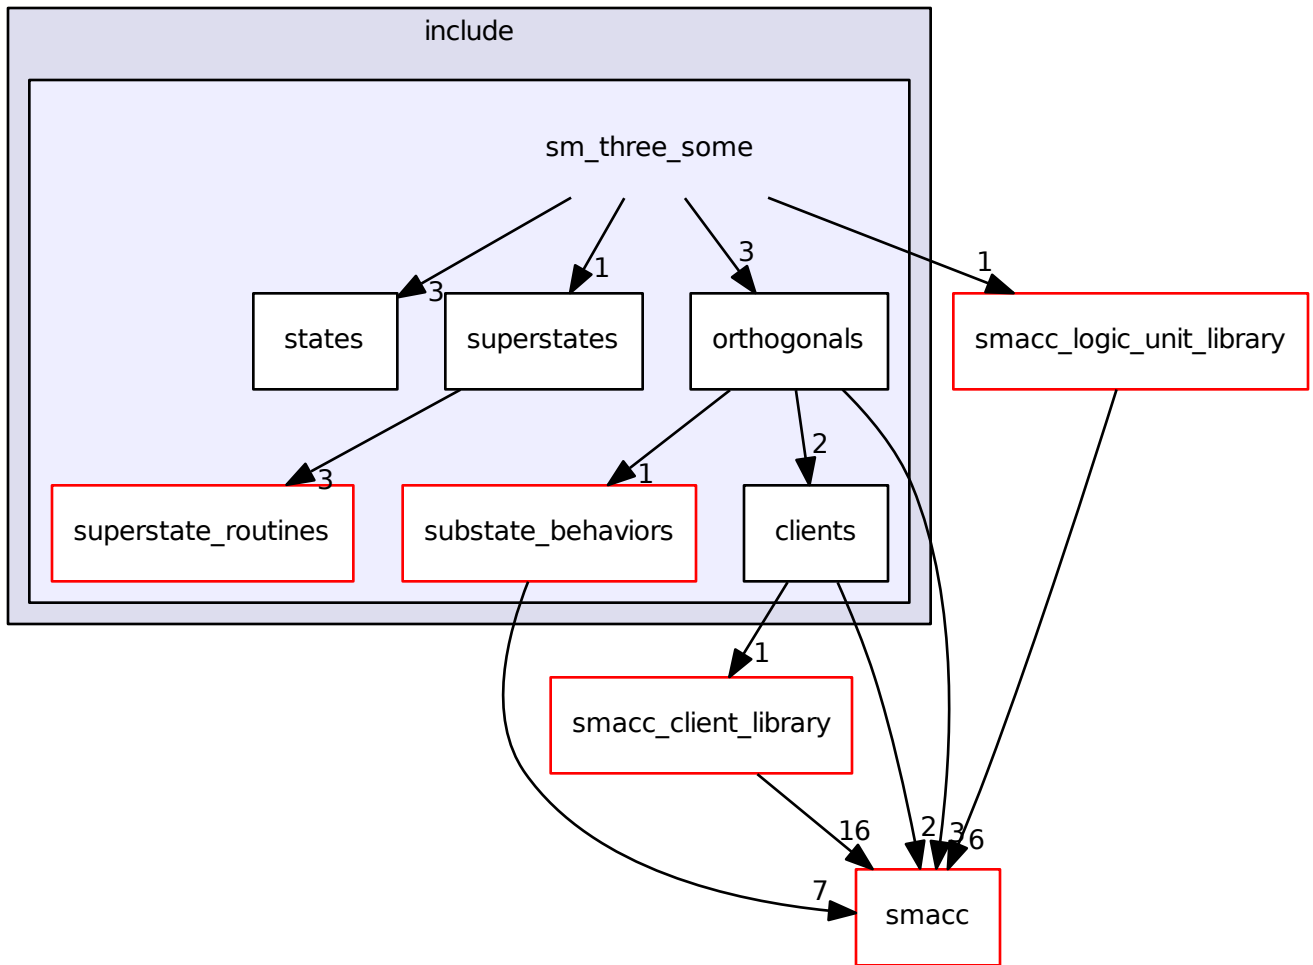 include
sm_three_some
3
1
3
1
states
superstates
orthogonals
smacc_logic_unit_library
3
1
2
superstate_routines
substate_behaviors
clients
1
smacc_client_library
16
2
3
6
7
smacc